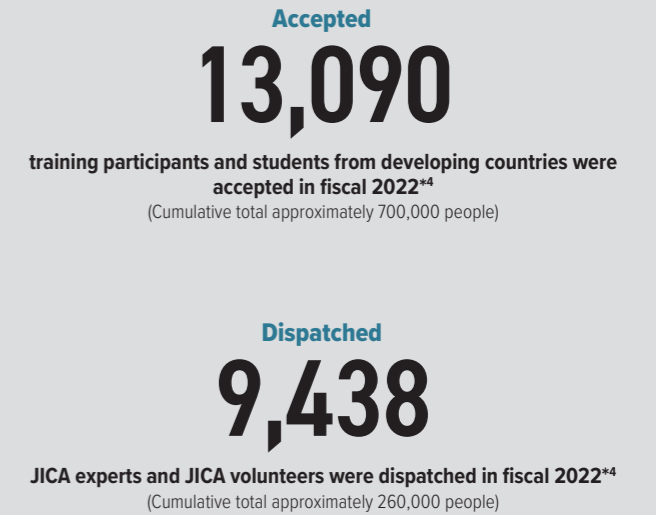 Accepted
13,090
training participants and students from developing countries were
accepted in fiscal 2022*4
(Cumulative total approximately 700,000 people)
Dispatched
9,438
JICA experts and JICA volunteers were dispatched in fiscal 2022*4
(Cumulative total approximately 260,000 people)